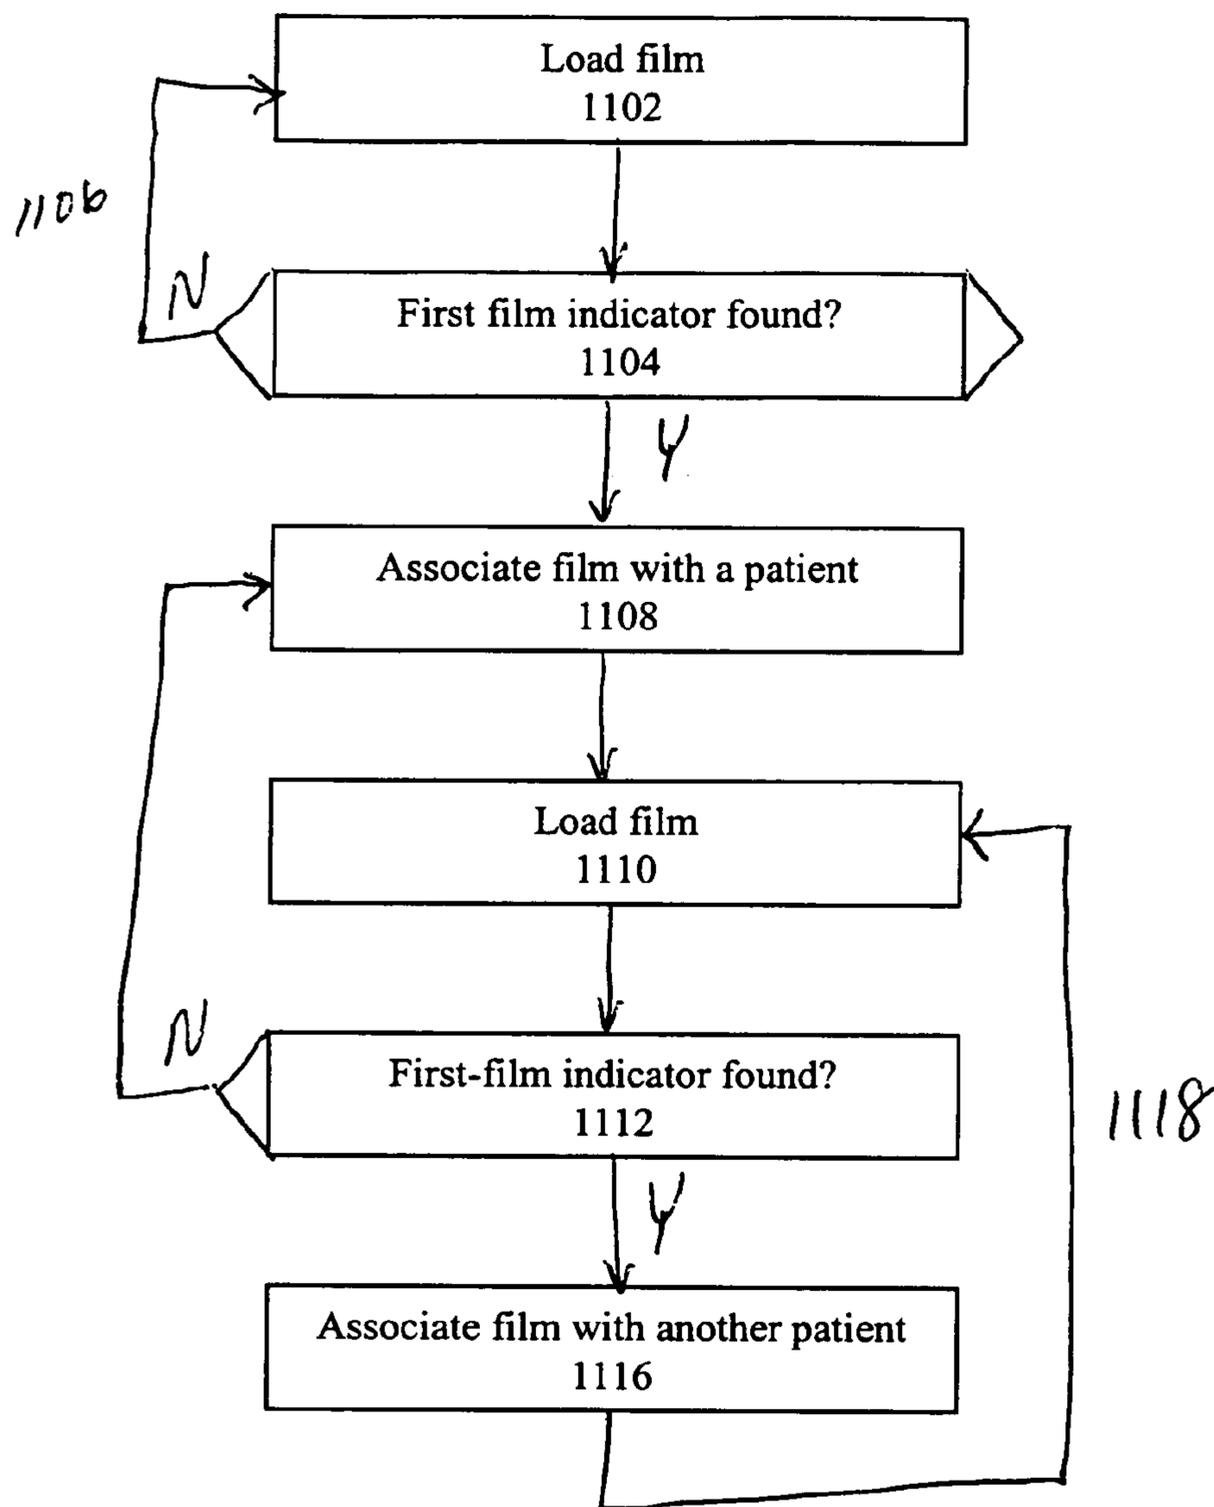 Load film
1102
1106
N
First film indicator found?
1104
Y
Associate film with a patient
1108
Load film
1110
N
First-film indicator found?
1112
1118
Y
Associate film with another patient
1116